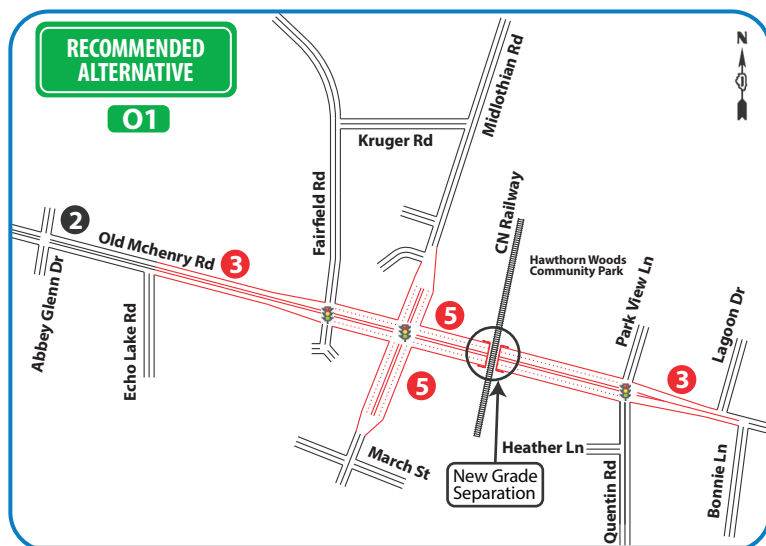 RECOMMENDED
ALTERNATIVE
O1
N
Midlothian Rd
Kruger Rd
Fairfield Rd
CN Railway
2
Old Mchenry Rd
3
Hawthorn Woods
Community Park
Park View Ln
Abbey Glenn Dr
Echo Lake Rd
5
Lagoon Dr
5
3
March St
Heather Ln
New Grade
Separation
Quentin Rd
Bonnie Ln